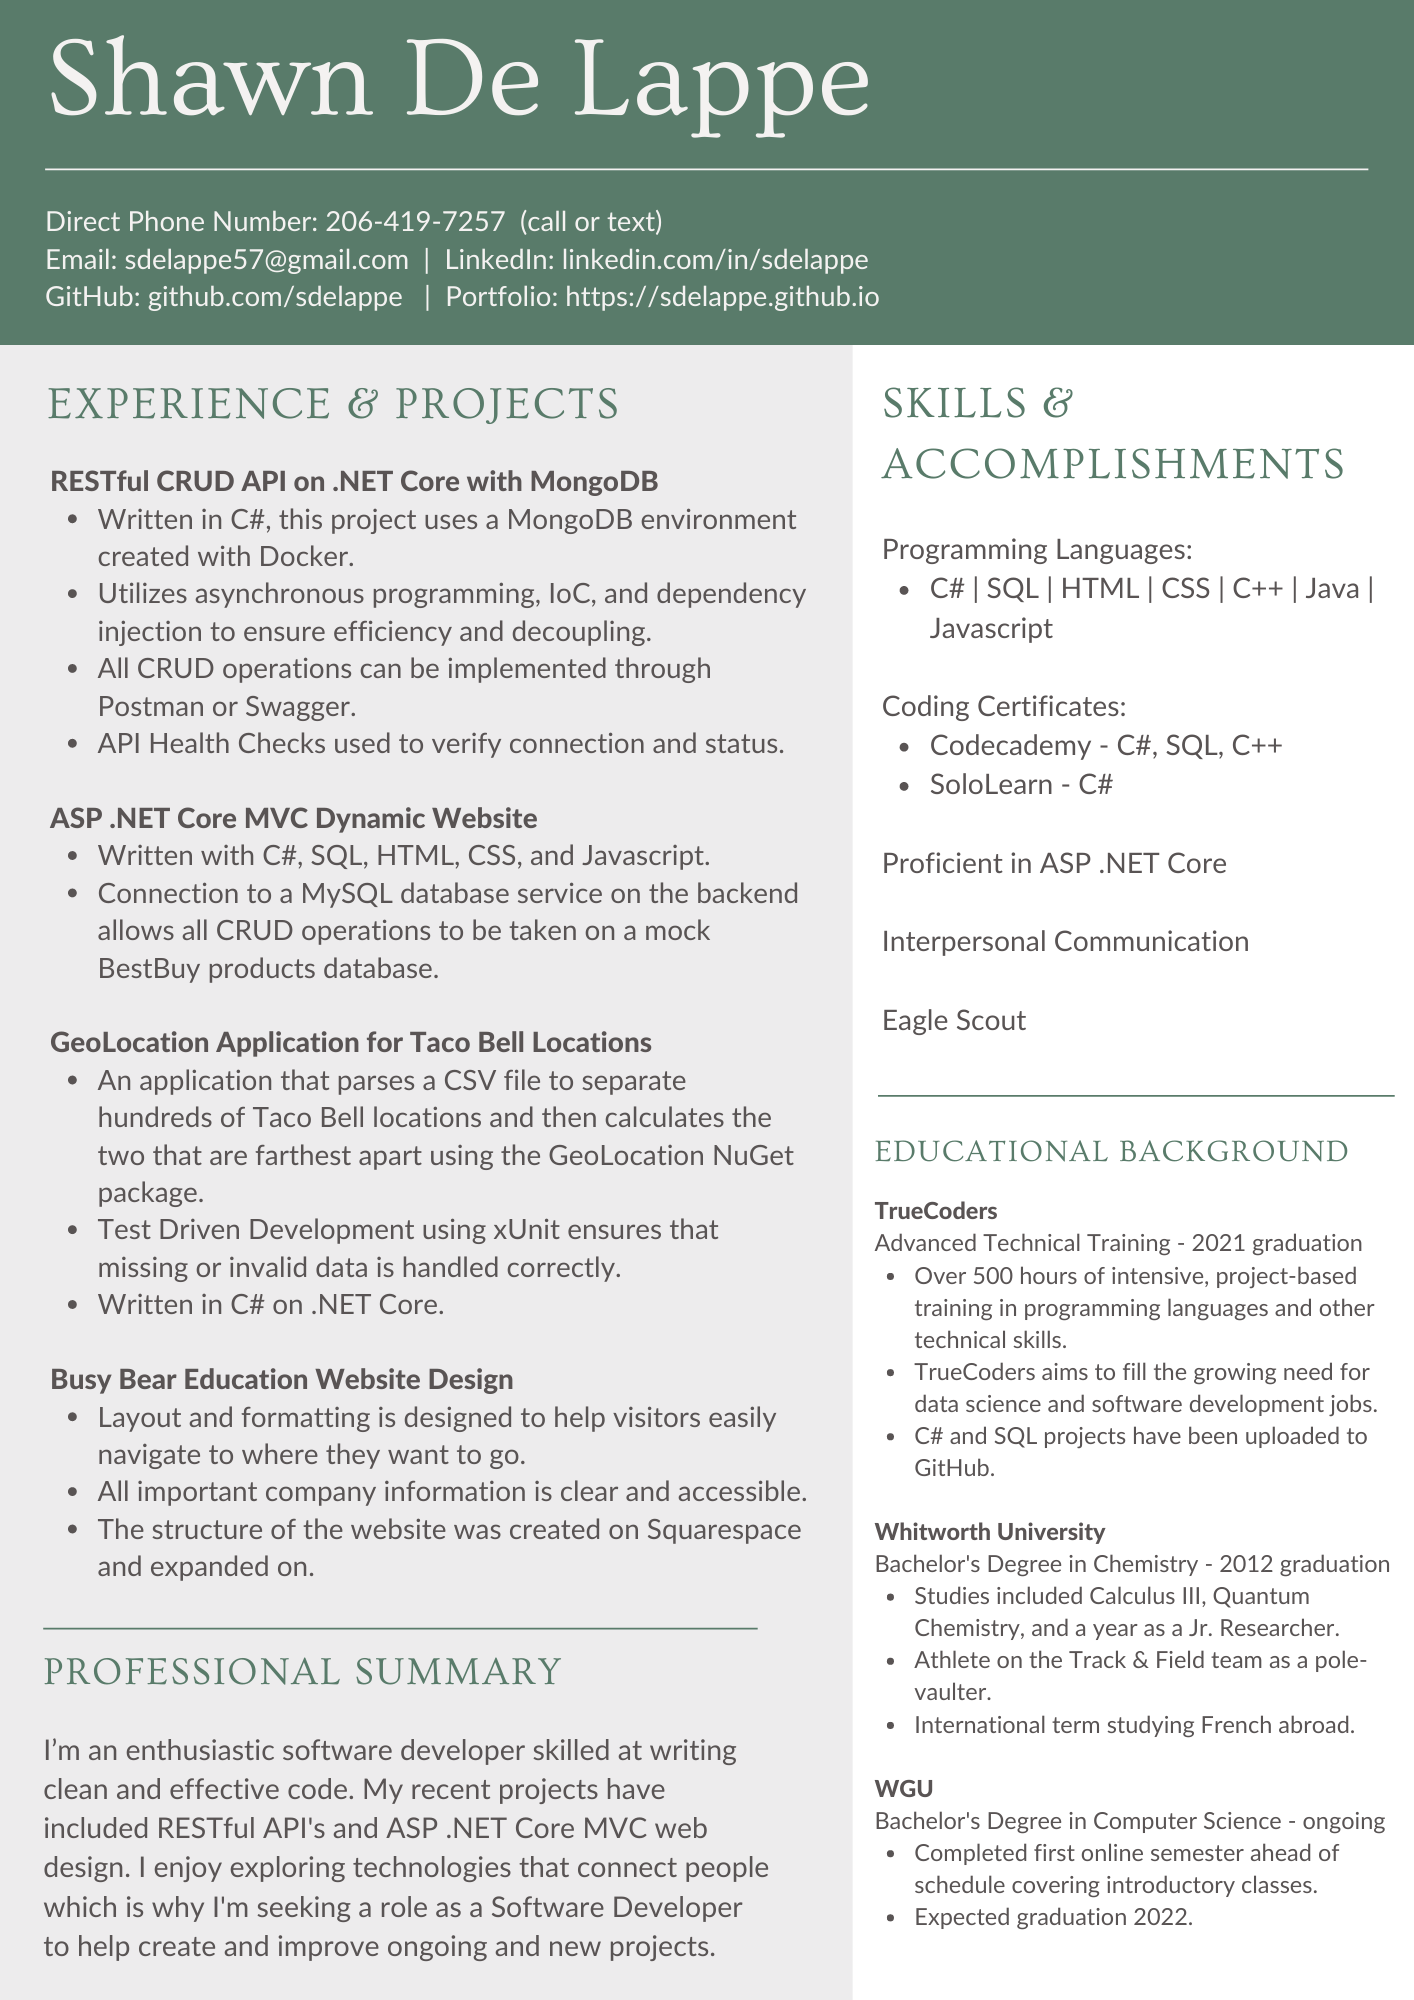 Shawn De Lappe
Direct Phone Number: 206-419-7257 (call or text)
Email: sdelappe57@gmail.com | LinkedIn: linkedin.com/in/sdelappe
GitHub: github.com/sdelappe | Portfolio: https://sdelappe.github.io
EXPERIENCE & PROJECTS
RESTful CRUD API on .NET Core with MongoDB
• Written in C#, this project uses a MongoDB environment
created with Docker.
• Utilizes asynchronous programming, IoC, and dependency
injection to ensure efficiency and decoupling.
• All CRUD operations can be implemented through
Postman or Swagger.
• API Health Checks used to verify connection and status.
ASP .NET Core MVC Dynamic Website
• Written with C#, SQL, HTML, CSS, and Javascript.
• Connection to a MySQL database service on the backend
allows all CRUD operations to be taken on a mock
BestBuy products database.
GeoLocation Application for Taco Bell Locations
• An application that parses a CSV file to separate
hundreds of Taco Bell locations and then calculates the
two that are farthest apart using the GeoLocation NuGet
package.
• Test Driven Development using xUnit ensures that
missing or invalid data is handled correctly.
• Written in C# on .NET Core.
Busy Bear Education Website Design
• Layout and formatting is designed to help visitors easily
navigate to where they want to go.
• All important company information is clear and accessible.
• The structure of the website was created on Squarespace
and expanded on.
PROFESSIONAL SUMMARY
I’m an enthusiastic software developer skilled at writing
clean and effective code. My recent projects have
included RESTful API's and ASP .NET Core MVC web
design. I enjoy exploring technologies that connect people
which is why I'm seeking a role as a Software Developer
to help create and improve ongoing and new projects.
SKILLS &
ACCOMPLISHMENTS
Programming Languages:
• C# | SQL | HTML | CSS | C++ | Java |
Javascript
Coding Certificates:
• Codecademy - C#, SQL, C++
• SoloLearn - C#
Proficient in ASP .NET Core
Interpersonal Communication
Eagle Scout
EDUCATIONAL BACKGROUND
TrueCoders
Advanced Technical Training - 2021 graduation
• Over 500 hours of intensive, project-based
training in programming languages and other
technical skills.
• TrueCoders aims to fill the growing need for
data science and software development jobs.
• C# and SQL projects have been uploaded to
GitHub.
Whitworth University
Bachelor's Degree in Chemistry - 2012 graduation
• Studies included Calculus III, Quantum
Chemistry, and a year as a Jr. Researcher.
• Athlete on the Track & Field team as a pole-
vaulter.
• International term studying French abroad.
WGU
Bachelor's Degree in Computer Science - ongoing
• Completed first online semester ahead of
schedule covering introductory classes.
• Expected graduation 2022.